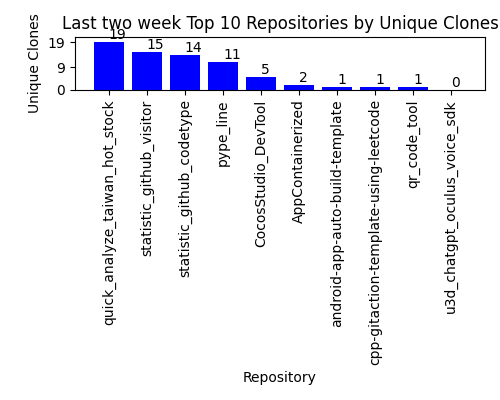 Last two week Top 10 Repositories by Unique Clones
Unique Clones
19
9
0
19
15
14
11
5
2
1
1
1
0
quick_analyze_taiwan_hot_stock
statistic_github_visitor
statistic_github_codetype
pype_line
CocosStudio_DevTool
AppContainerized
android-app-auto-build-template
cpp-gitaction-template-using-leetcode
qr_code_tool
u3d_chatgpt_oculus_voice_sdk
Repository